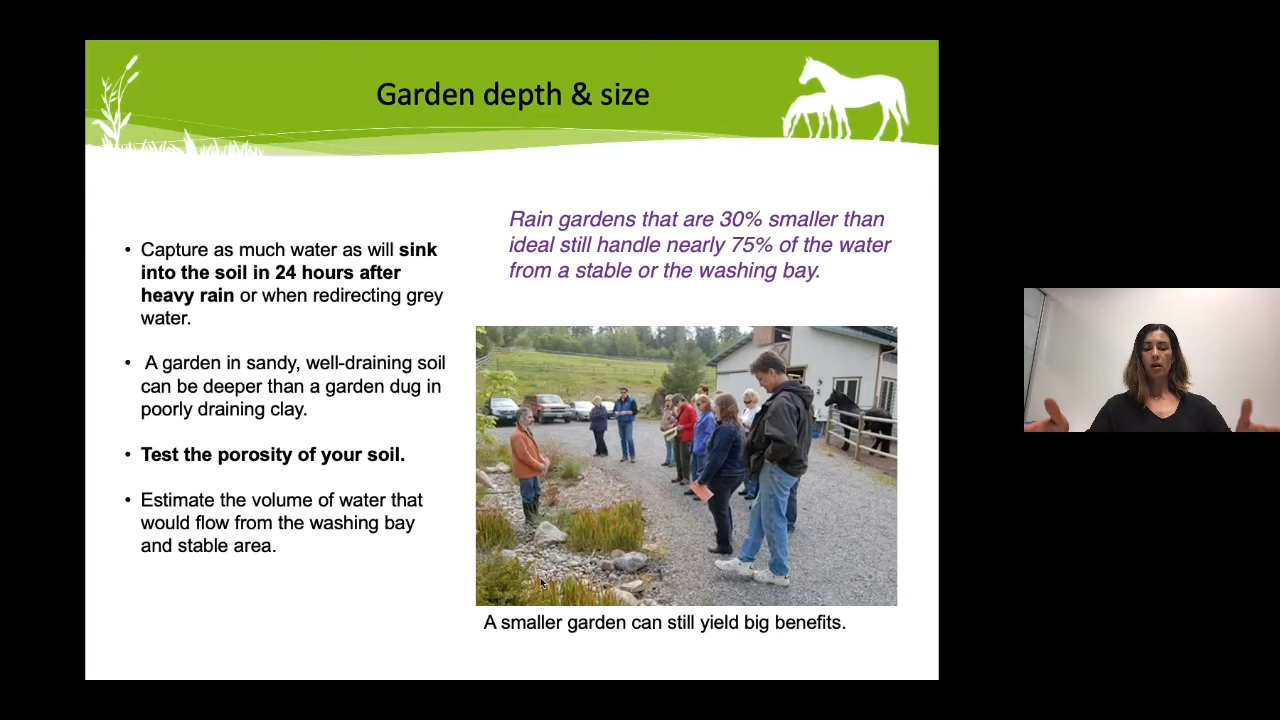 Garden depth & size
• Capture as much water as will sink
into the soil in 24 hours after
heavy rain or when redirecting grey
water.
• A garden in sandy, well-draining soil
can be deeper than a garden dug in
poorly draining clay.
• Test the porosity of your soil.
• Estimate the volume of water that
would flow from the washing bay
and stable area.
Rain gardens that are 30% smaller than
ideal still handle nearly 75% of the water
from a stable or the washing bay.
A smaller garden can still yield big benefits.